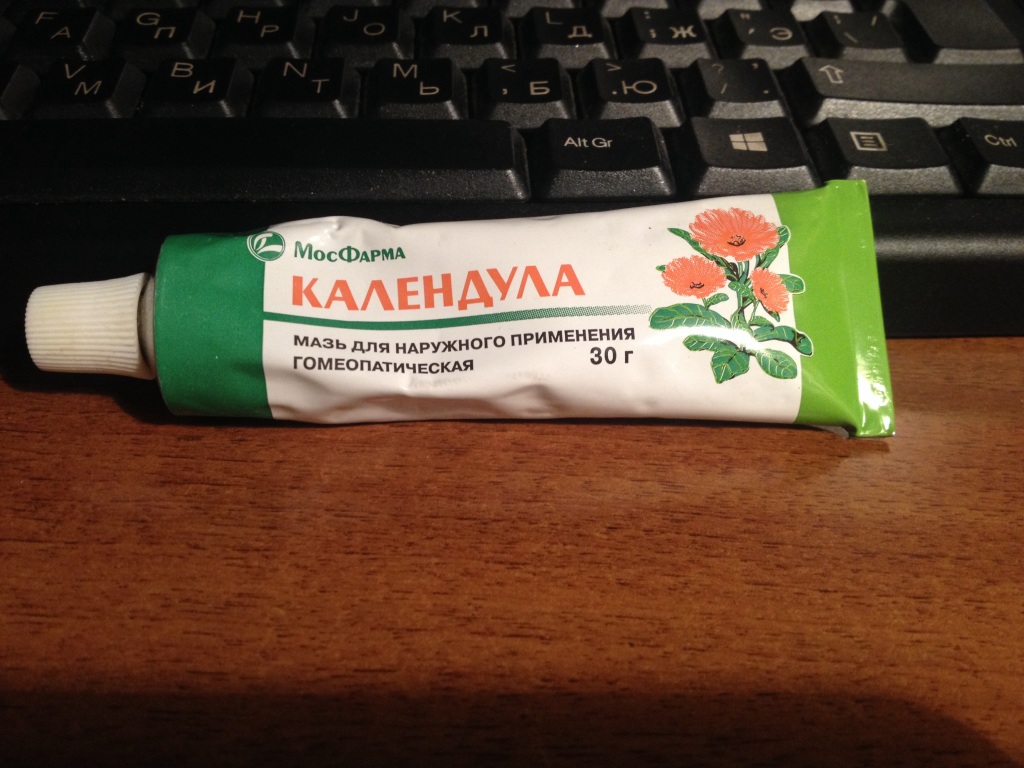 F А G П H Р J О K Л L Д : ; Ж " , Э / \
V М B И N Т M Ь < , Б > . Ю ? / .
Alt Gr Ctrl
МОСФАРМА
КАЛЕНДУЛА
МАЗЬ ДЛЯ НАРУЖНОГО ПРИМЕНЕНИЯ
ГОМЕОПАТИЧЕСКАЯ 30 г